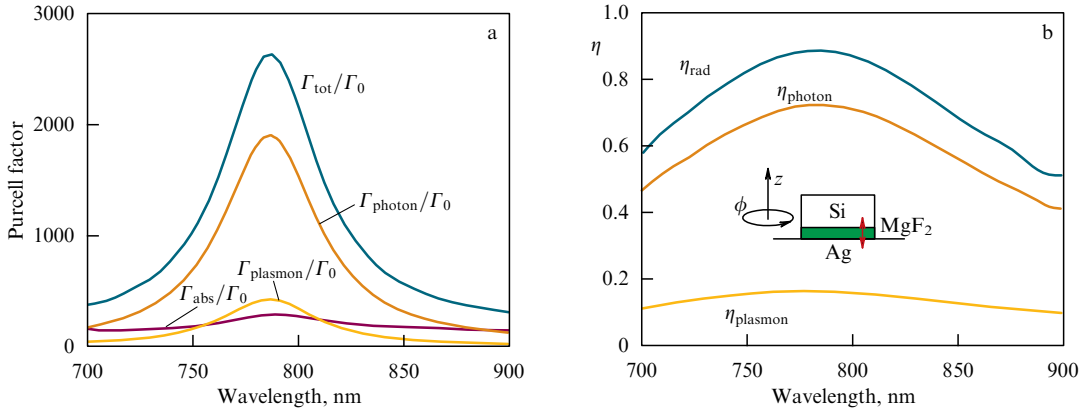 3000
2000
1000
0
Purcell factor
a
Γtot/Γ0
Γphoton/Γ0
Γplasmon/Γ0
Γabs/Γ0
700 750 800 850 900
Wavelength, nm
1.0
0.8
0.6
0.4
0.2
0
η
b
ηrad
ηphoton
z
ϕ
Si
MgF2
Ag
ηplasmon
700 750 800 850 900
Wavelength, nm